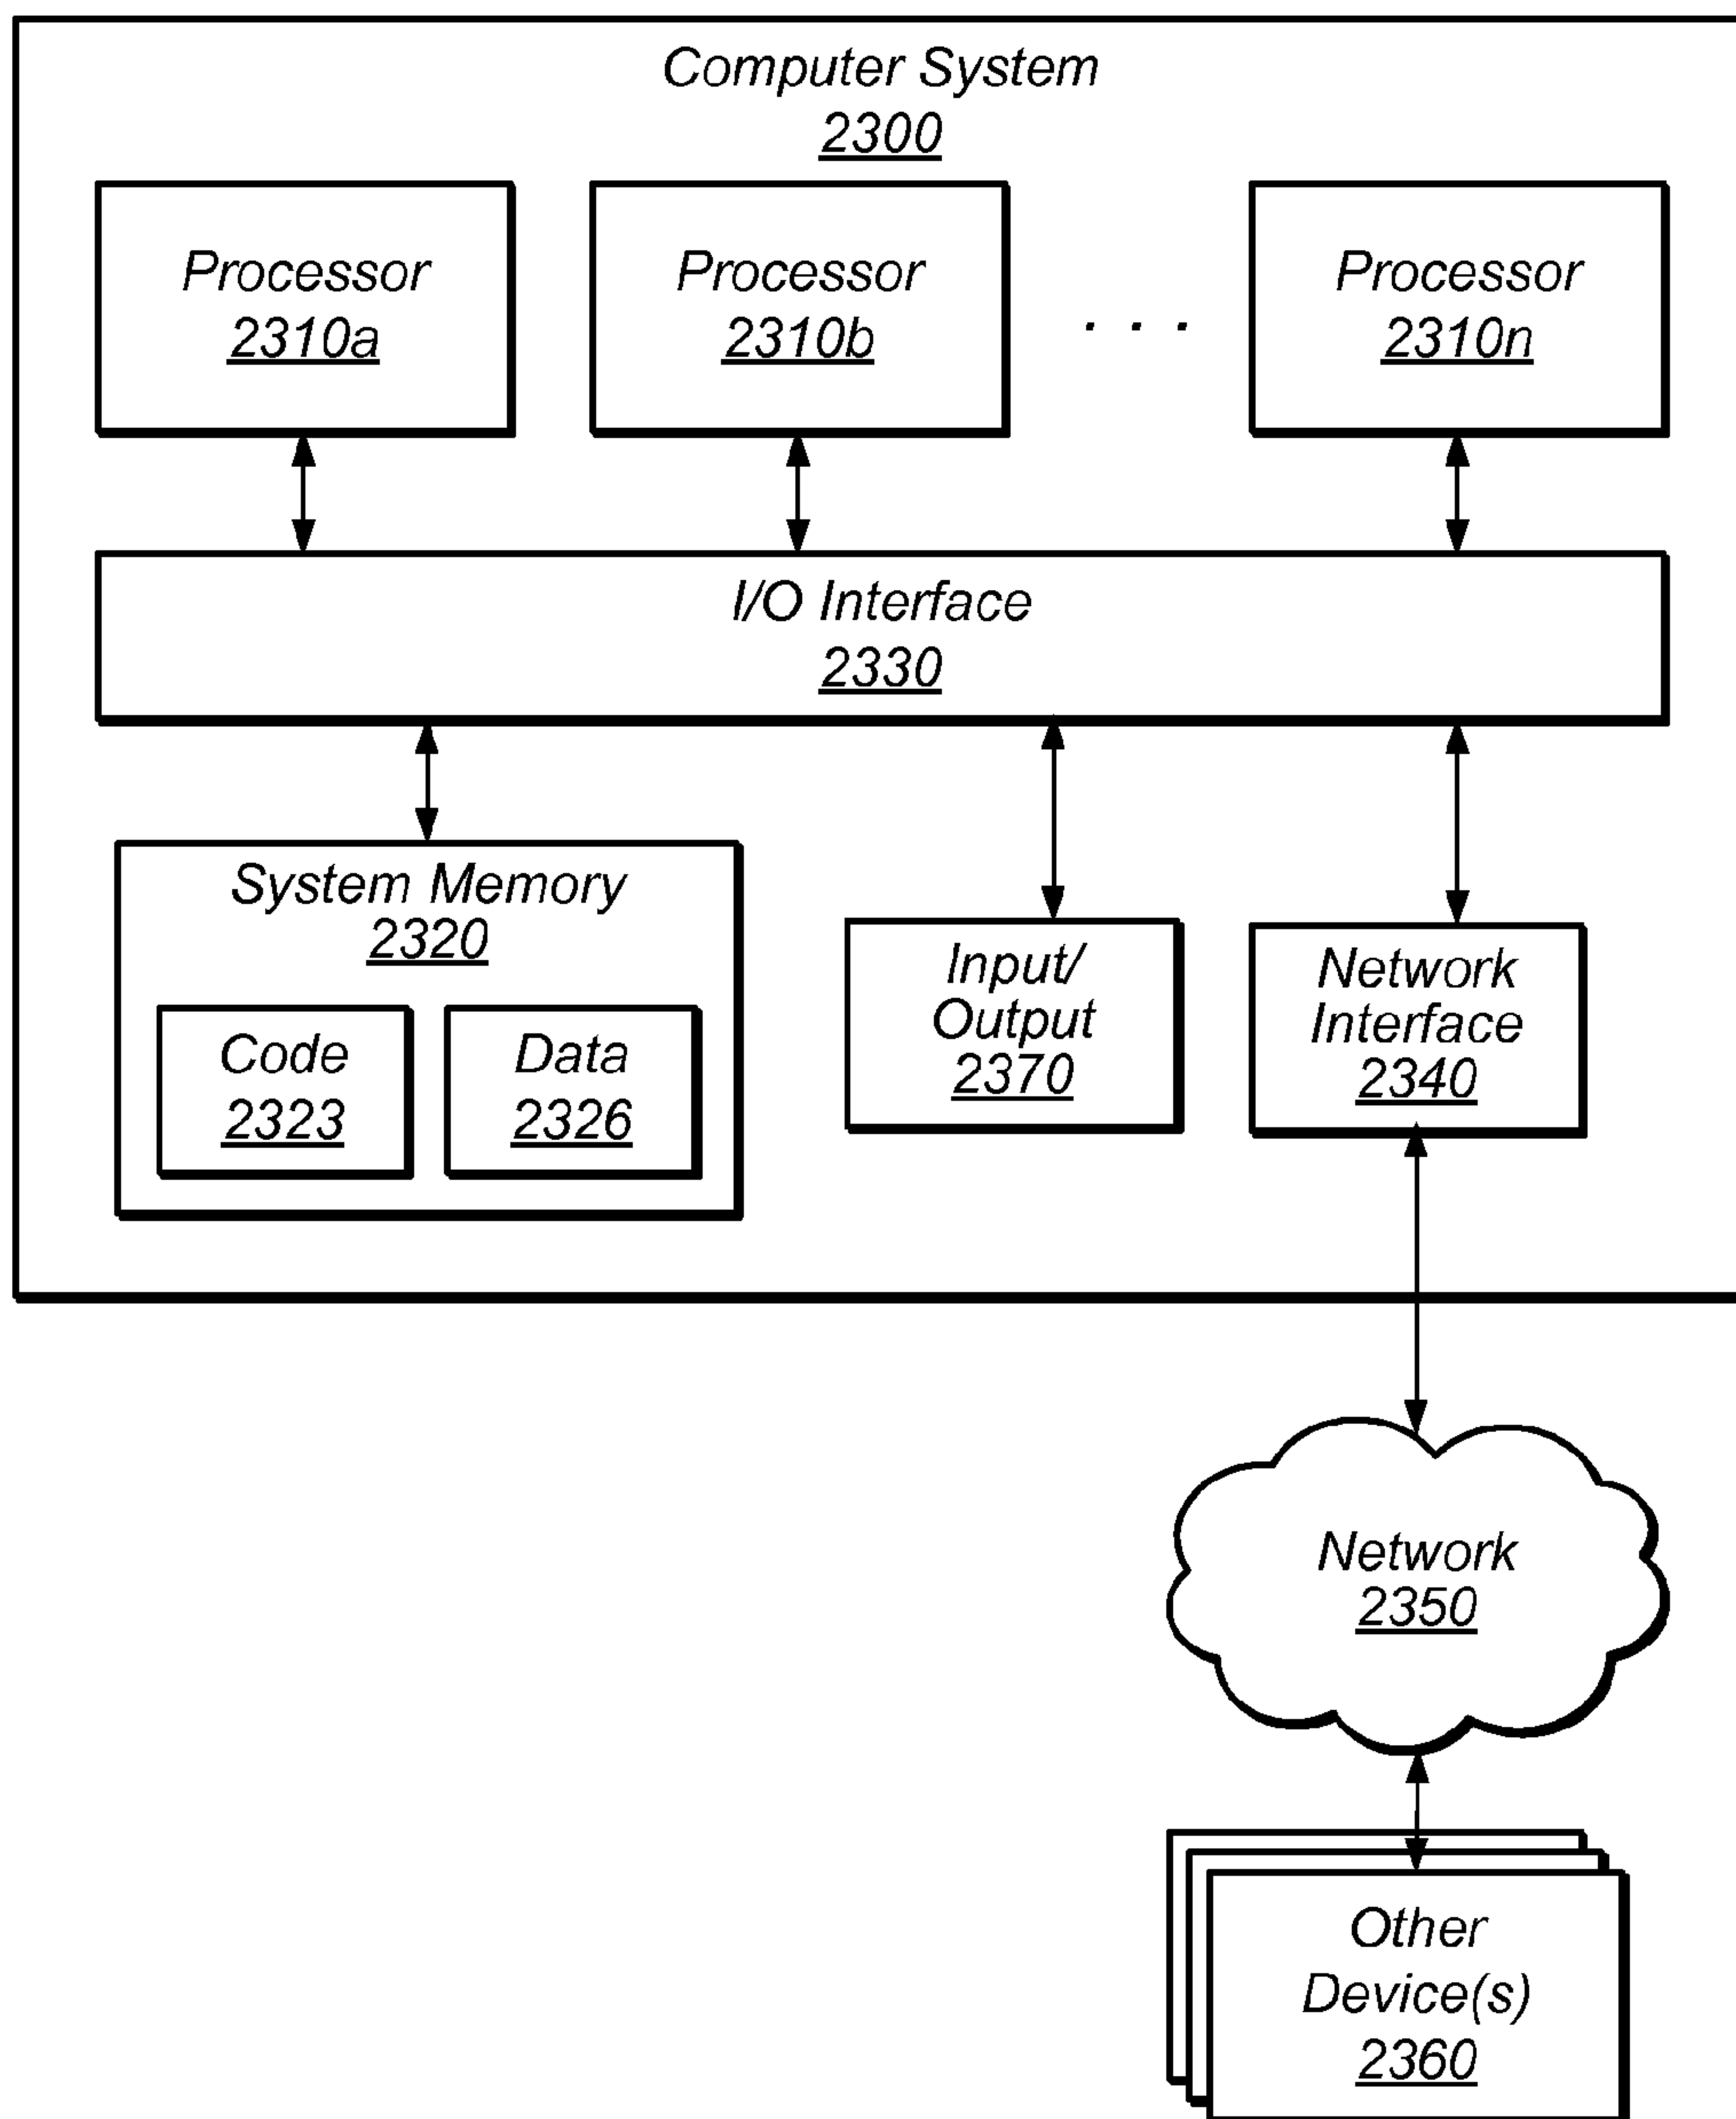 Computer System
2300
Processor
2310a
Processor
2310b
. . .
Processor
2310n
I/O Interface
2330
System Memory
2320
Code
2323
Data
2326
Input/
Output
2370
Network
Interface
2340
Network
2350
Other
Device(s)
2360